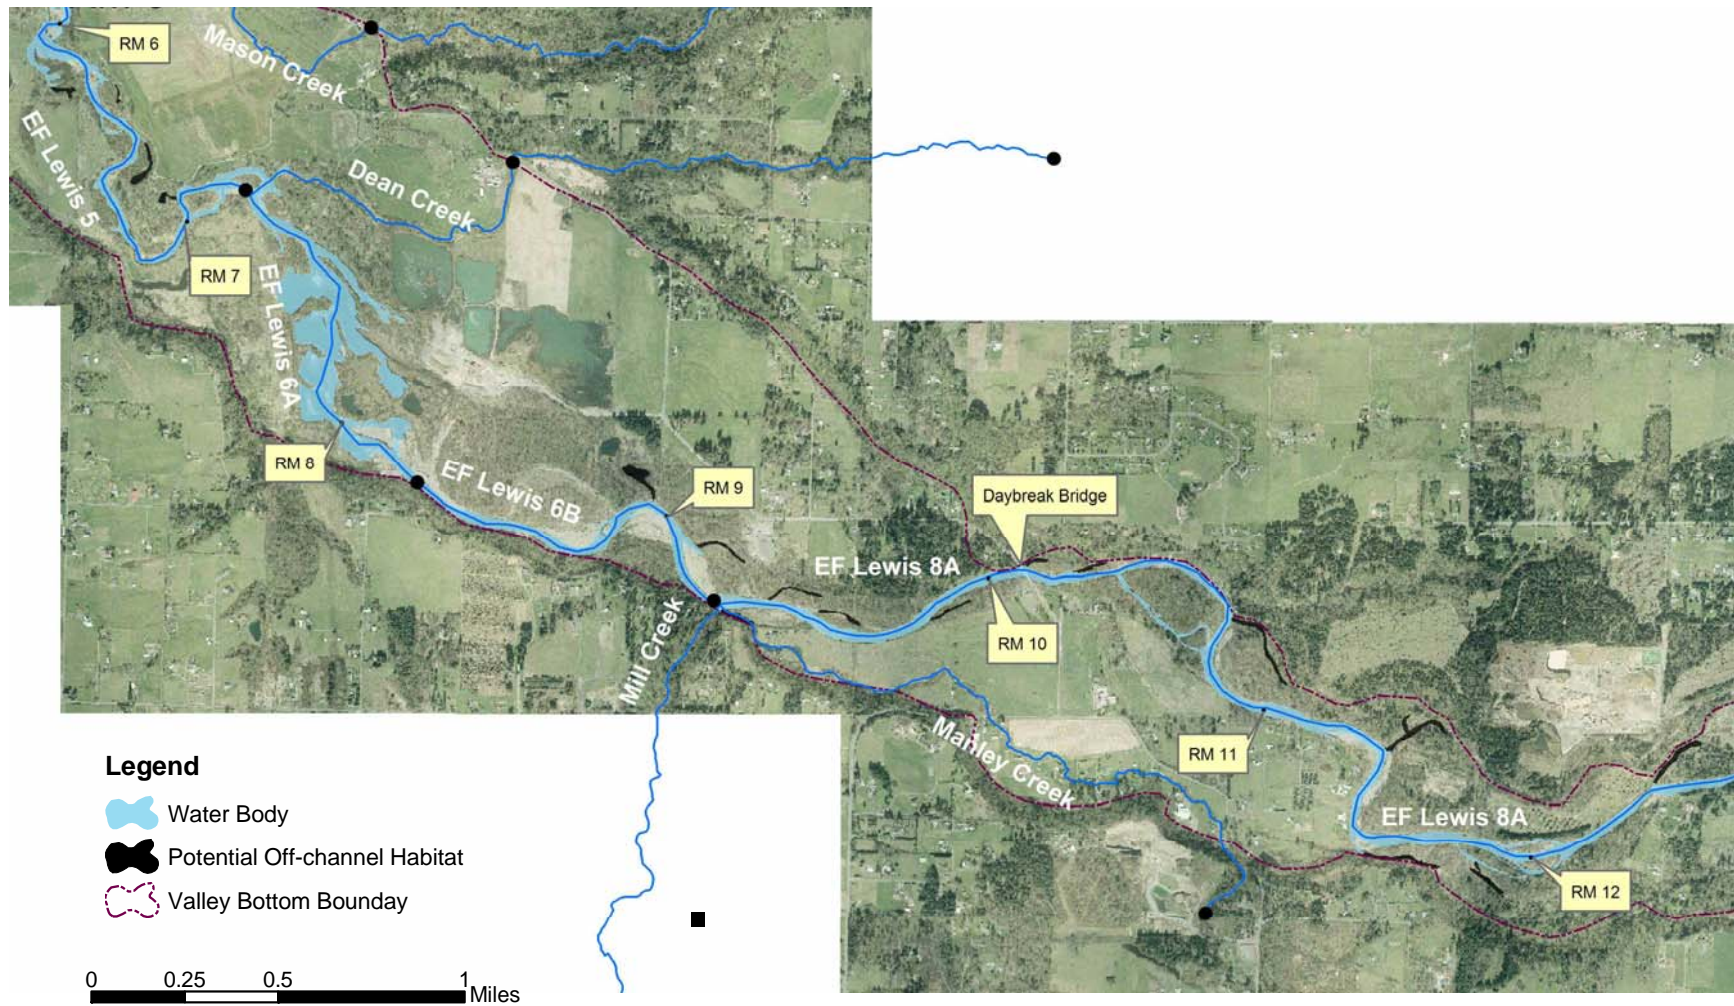 RM 6
Mason Creek
EF Lewis 5
Dean Creek
RM 7
EF Lewis 6A
RM 8
EF Lewis 6B
RM 9
Daybreak Bridge
EF Lewis 8A
RM 10
Mill Creek
Manley Creek
RM 11
EF Lewis 8A
RM 12
Legend
Water Body
Potential Off-channel Habitat
Valley Bottom Bounday
0 0.25 0.5 1
Miles